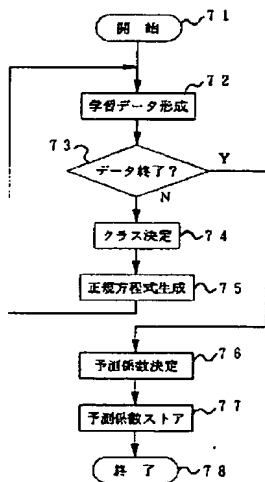 開始 71
学習データ形成 72
データ終了? 73
Y
N
クラス決定 74
正規方程式生成 75
予測係数決定 76
予測係数ストア 77
終了 78